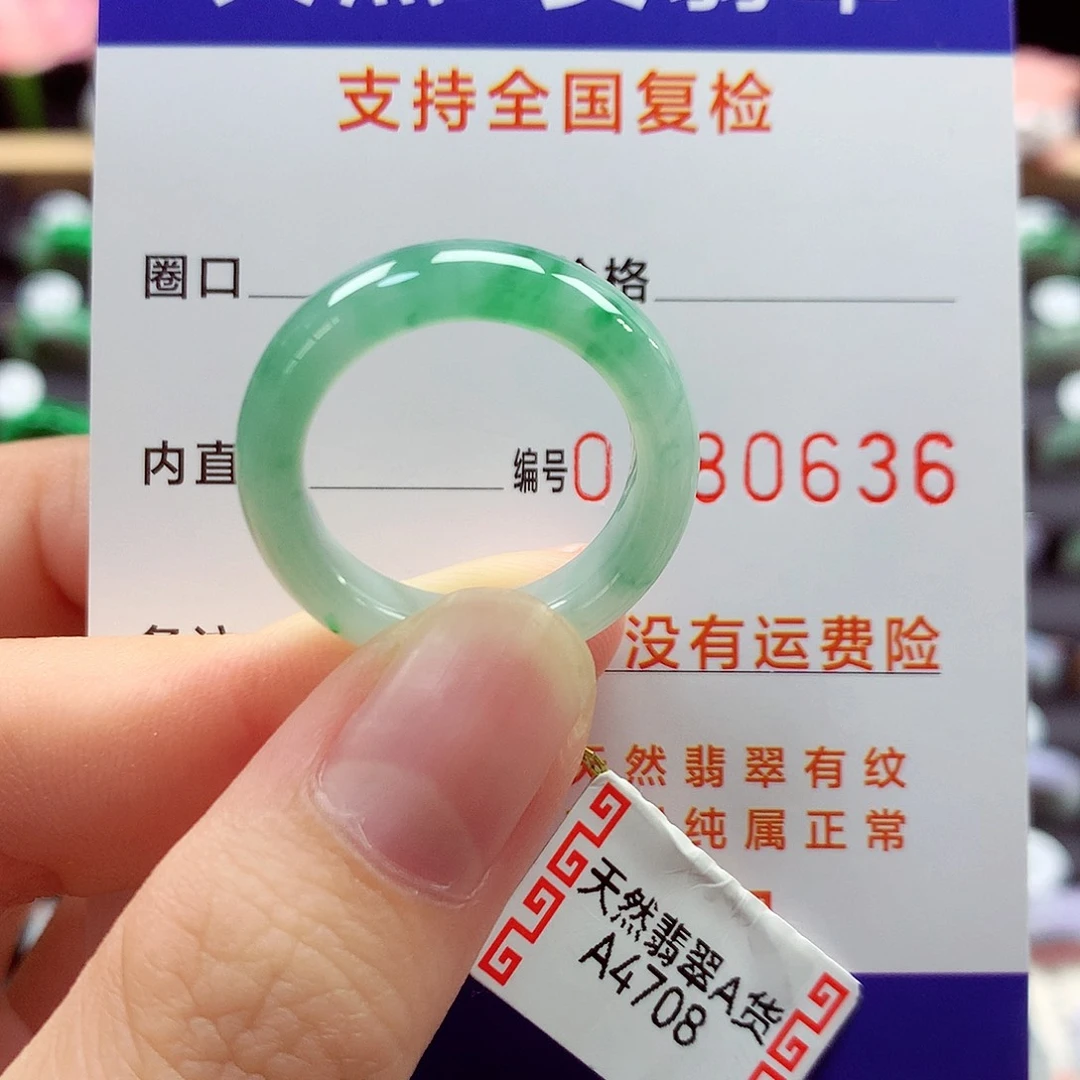 支持全国复检
圈口 格
内直 编号0 80636
没有运费险
然翡翠有纹
纯属正常
天然翡翠A货
A4708